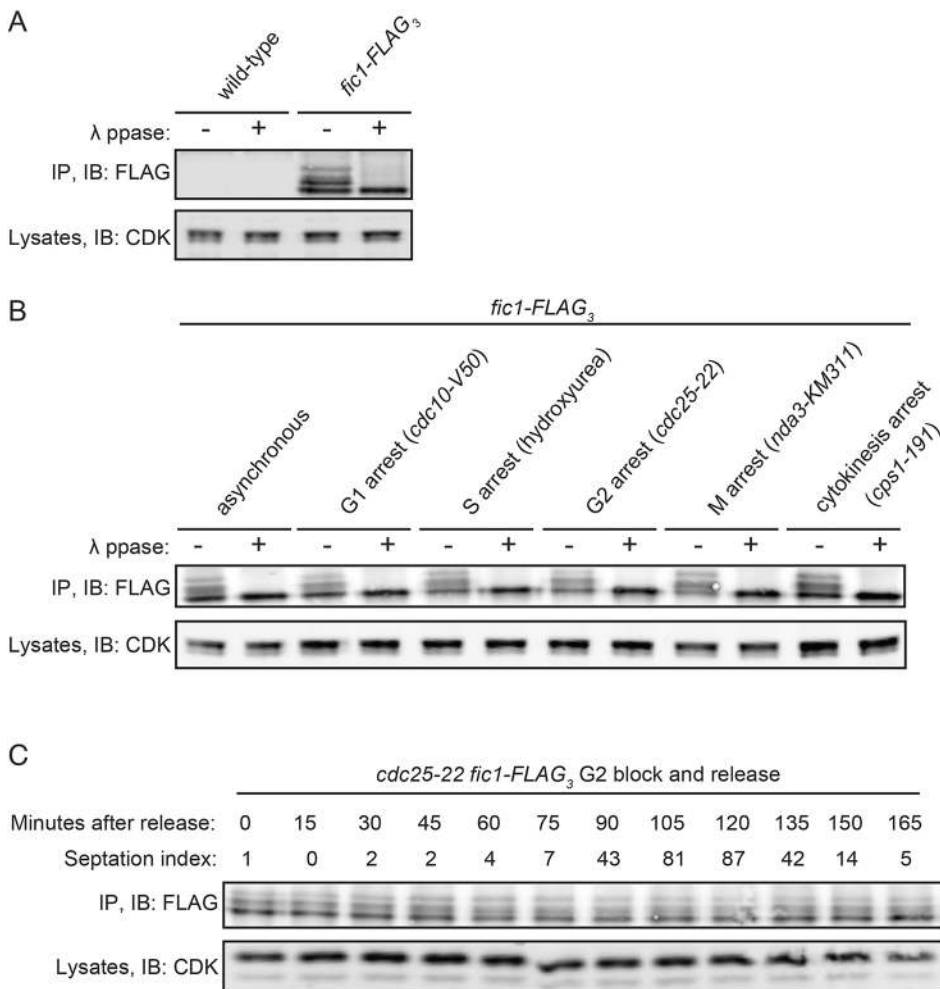 A
wild-type
fic1-FLAG3
λ ppase: - + - +
IP, IB: FLAG
Lysates, IB: CDK
B
fic1-FLAG3
asynchronous
G1 arrest (cdc10-V50)
S arrest (hydroxyurea)
G2 arrest (cdc25-22)
M arrest (nda3-KM311)
cytokinesis arrest
(cps1-191)
λ ppase: - + - + - + - + - + - +
IP, IB: FLAG
Lysates, IB: CDK
C
cdc25-22 fic1-FLAG3 G2 block and release
Minutes after release: 0 15 30 45 60 75 90 105 120 135 150 165
Septation index: 1 0 2 2 4 7 43 81 87 42 14 5
IP, IB: FLAG
Lysates, IB: CDK